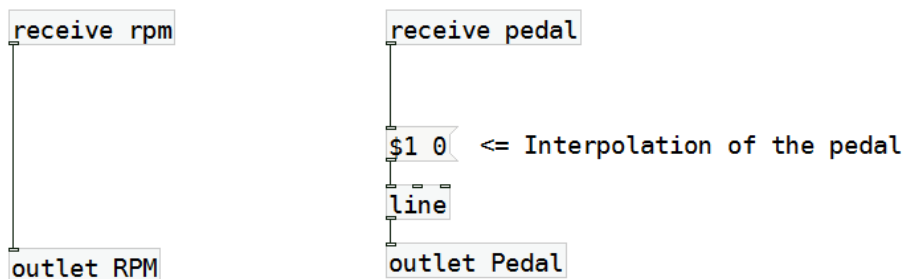 receive rpm
receive pedal
$1 0
<= Interpolation of the pedal
line
outlet RPM
outlet Pedal